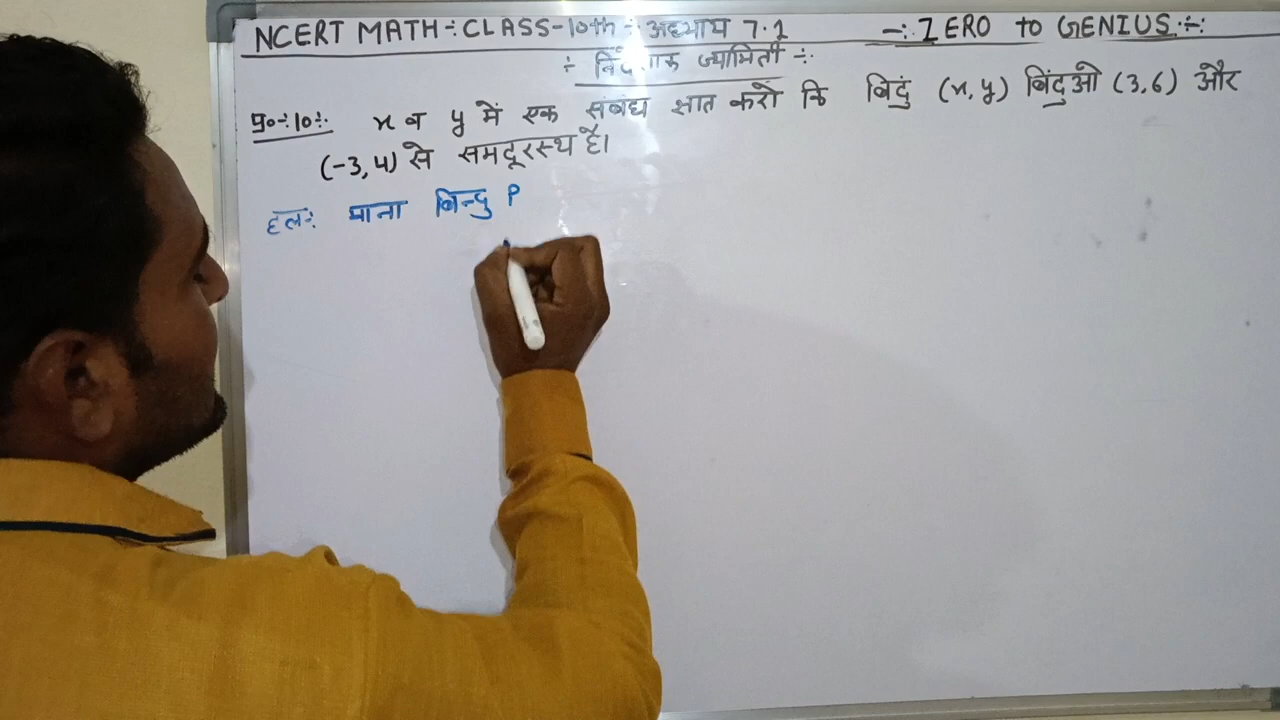 NCERT MATH÷CLASS-10th ÷ अध्याय 7.1 -:. ZERO to GENIUS.÷:
÷ ज्यामिती ÷
प्र०÷10÷. x व y में एक संबंध ज्ञात करों कि बिदुं (x, y) बिंदुओ (3,6) और
(-3,4) से समदूरस्थ है।
हल÷ माना बिन्दु P